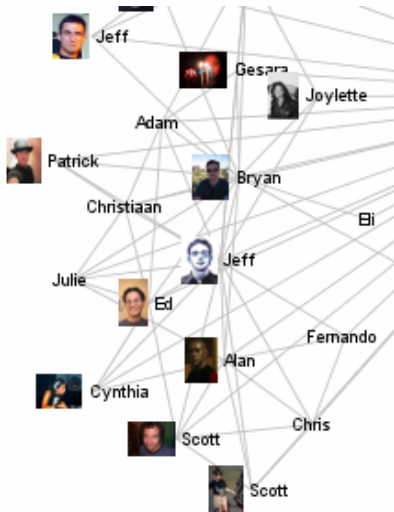 Jeff
Gesara
Joylette
Adam
Patrick
Bryan
Christiaan
Eli
Jeff
Julie
Ed
Fernando
Alan
Cynthia
Chris
Scott
Scott